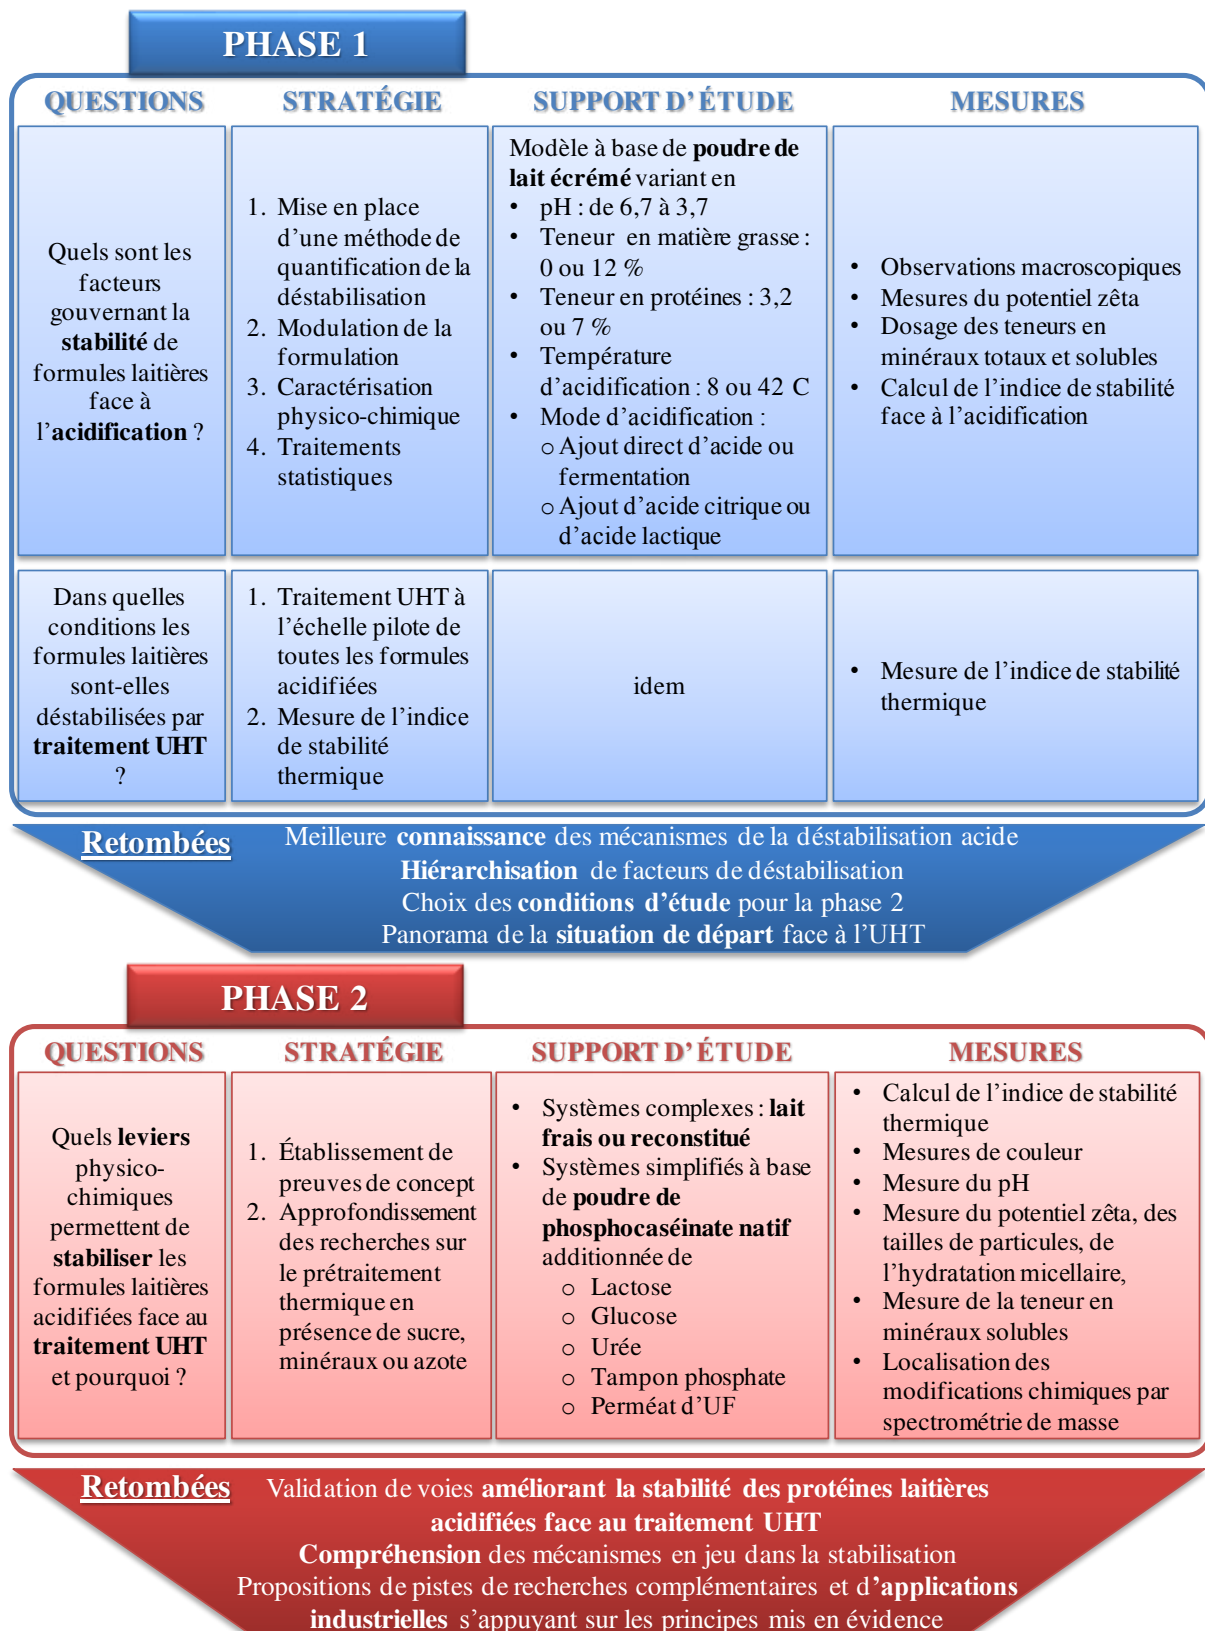 PHASE 1
QUESTIONS
STRATÉGIE
SUPPORT D'ÉTUDE
MESURES
Quels sont les
facteurs
gouvernant la
stabilité de
formules laitières
face à
l'acidification ?
1. Mise en place
d'une méthode de
quantification de la
déstabilisation
2. Modulation de la
formulation
3. Caractérisation
physico-chimique
4. Traitements
statistiques
Modèle à base de poudre de
lait écrémé variant en
• pH : de 6,7 à 3,7
• Teneur en matière grasse :
0 ou 12 %
• Teneur en protéines : 3,2
ou 7 %
• Température
d'acidification : 8 ou 42 C
• Mode d'acidification :
o Ajout direct d'acide ou
fermentation
o Ajout d'acide citrique ou
d'acide lactique
• Observations macroscopiques
• Mesures du potentiel zêta
• Dosage des teneurs en
minéraux totaux et solubles
• Calcul de l'indice de stabilité
face à l'acidification
Dans quelles
conditions les
formules laitières
sont-elles
déstabilisées par
traitement UHT
?
1. Traitement UHT à
l'échelle pilote de
toutes les formules
acidifiées
2. Mesure de l'indice
de stabilité
thermique
idem
• Mesure de l'indice de stabilité
thermique
Retombées
Meilleure connaissance des mécanismes de la déstabilisation acide
Hiérarchisation de facteurs de déstabilisation
Choix des conditions d'étude pour la phase 2
Panorama de la situation de départ face à l'UHT
PHASE 2
QUESTIONS
STRATÉGIE
SUPPORT D'ÉTUDE
MESURES
Quels leviers
physico-
chimiques
permettent de
stabiliser les
formules laitières
acidifiées face au
traitement UHT
et pourquoi ?
1. Établissement de
preuves de concept
2. Approfondissement
des recherches sur
le prétraitement
thermique en
présence de sucre,
minéraux ou azote
• Systèmes complexes : lait
frais ou reconstitué
• Systèmes simplifiés à base
de poudre de
phosphocaséinate natif
additionnée de
o Lactose
o Glucose
o Urée
o Tampon phosphate
o Perméat d'UF
• Calcul de l'indice de stabilité
thermique
• Mesures de couleur
• Mesure du pH
• Mesure du potentiel zêta, des
tailles de particules, de
l'hydratation micellaire,
• Mesure de la teneur en
minéraux solubles
• Localisation des
modifications chimiques par
spectrométrie de masse
Retombées
Validation de voies améliorant la stabilité des protéines laitières
acidifiées face au traitement UHT
Compréhension des mécanismes en jeu dans la stabilisation
Propositions de pistes de recherches complémentaires et d'applications
industrielles s'appuyant sur les principes mis en évidence